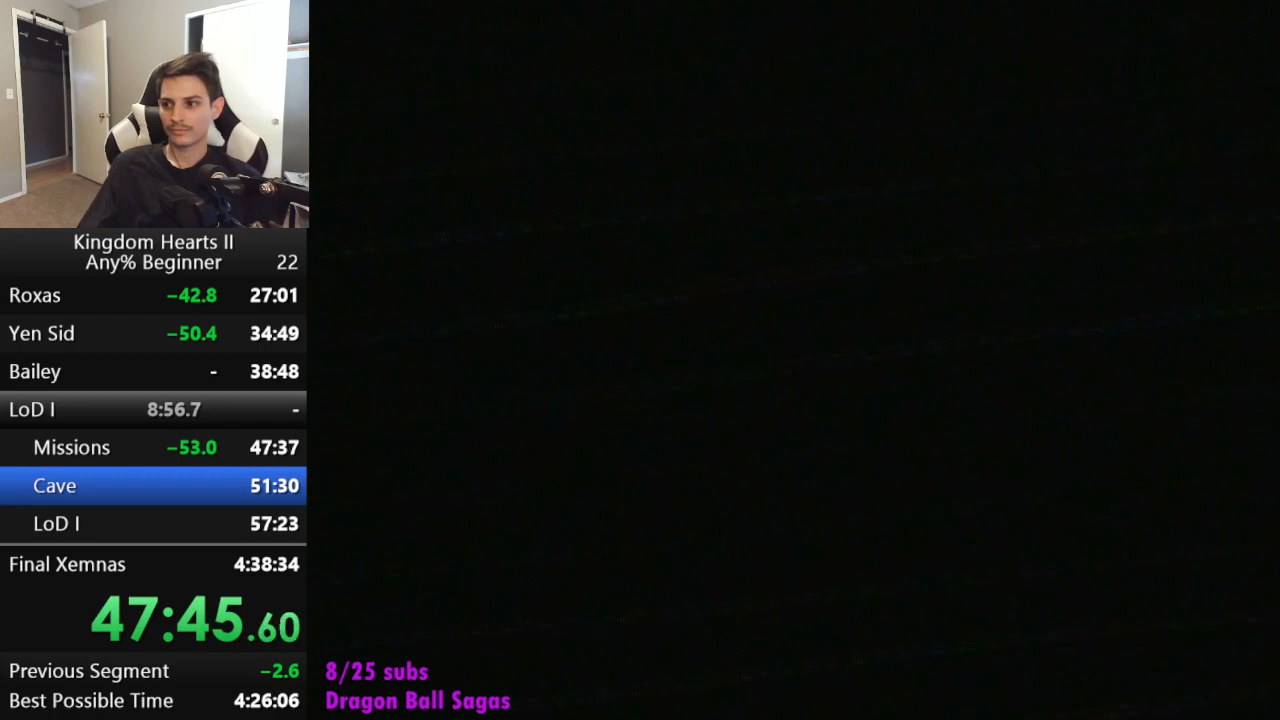 Kingdom Hearts II
Any% Beginner 22
Roxas −42.8 27:01
Yen Sid −50.4 34:49
Bailey - 38:48
LoD I 8:56.7 -
Missions −53.0 47:37
Cave 51:30
LoD I 57:23
Final Xemnas 4:38:34
47:45.60
Previous Segment −2.6
Best Possible Time 4:26:06
8/25 subs
Dragon Ball Sagas